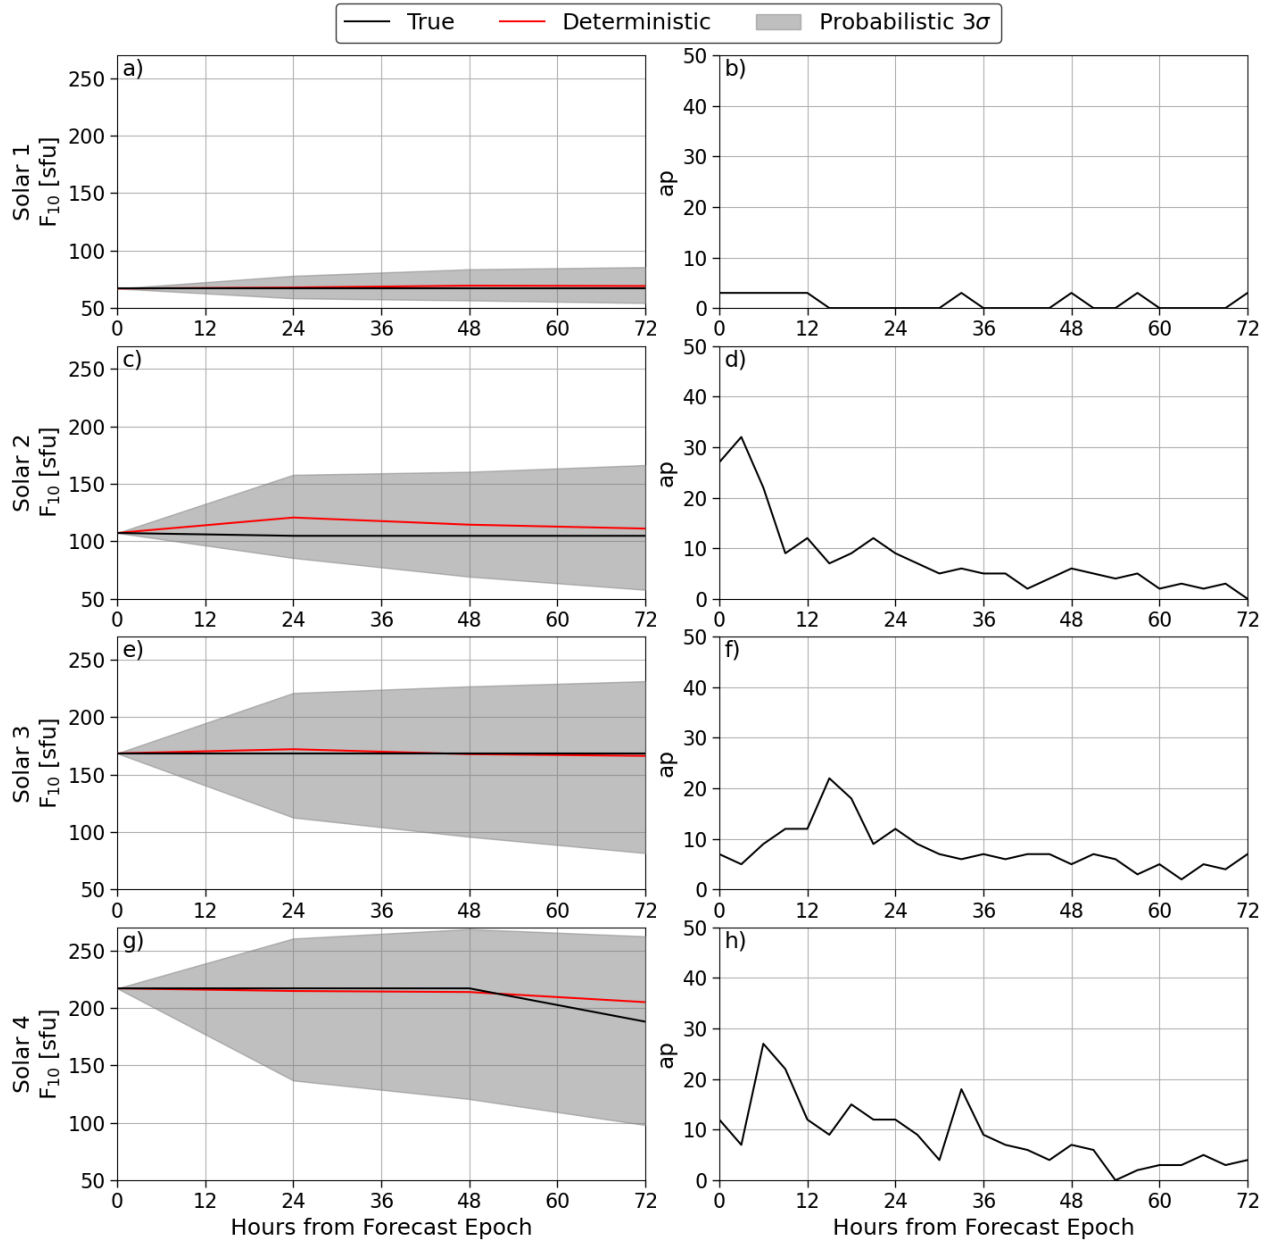 True Deterministic Probabilistic 3σ
a)
Solar 1
F₁₀ [sfu]
250
200
150
100
50
0 12 24 36 48 60 72
b)
ap
50
40
30
20
10
0
0 12 24 36 48 60 72
c)
Solar 2
F₁₀ [sfu]
250
200
150
100
50
0 12 24 36 48 60 72
d)
ap
50
40
30
20
10
0
0 12 24 36 48 60 72
e)
Solar 3
F₁₀ [sfu]
250
200
150
100
50
0 12 24 36 48 60 72
f)
ap
50
40
30
20
10
0
0 12 24 36 48 60 72
g)
Solar 4
F₁₀ [sfu]
250
200
150
100
50
0 12 24 36 48 60 72
Hours from Forecast Epoch
h)
ap
50
40
30
20
10
0
0 12 24 36 48 60 72
Hours from Forecast Epoch